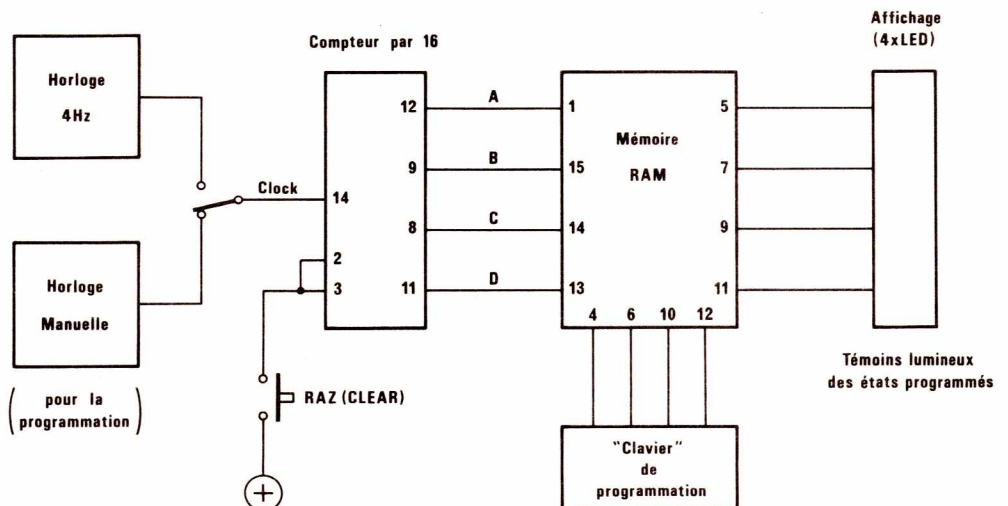 Affichage
(4xLED)
Compteur par 16
Horloge
4Hz
12
A
1
5
Mémoire
RAM
9
B
15
7
Clock
14
8
C
14
9
2
3
11
D
13
11
4
6
10
12
Horloge
Manuelle
(pour la
programmation)
RAZ (CLEAR)
+
"Clavier"
de
programmation
Témoins lumineux
des états programmés